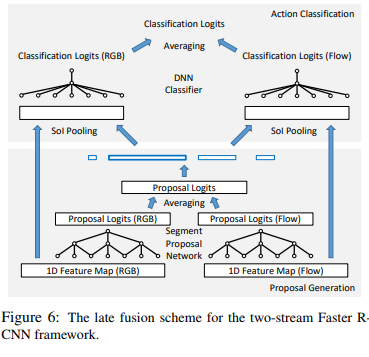 Action Classification
Classification Logits
Averaging
Classification Logits (RGB)
Classification Logits (Flow)
DNN
Classifier
SoI Pooling
SoI Pooling
Proposal Logits
Averaging
Proposal Logits (RGB)
Proposal Logits (Flow)
Segment
Proposal
Network
1D Feature Map (RGB)
1D Feature Map (Flow)
Proposal Generation
Figure 6: The late fusion scheme for the two-stream Faster R-
CNN framework.